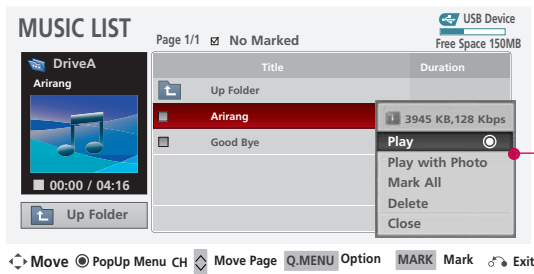 MUSIC LIST
Page 1/1 No Marked
USB Device
Free Space 150MB
DriveA
Arirang
00:00 / 04:16
Up Folder
Title Duration
Up Folder
Arirang
Good Bye
3945 KB,128 Kbps
Play
Play with Photo
Mark All
Delete
Close
Move PopUp Menu CH Move Page Q.MENU Option MARK Mark Exit